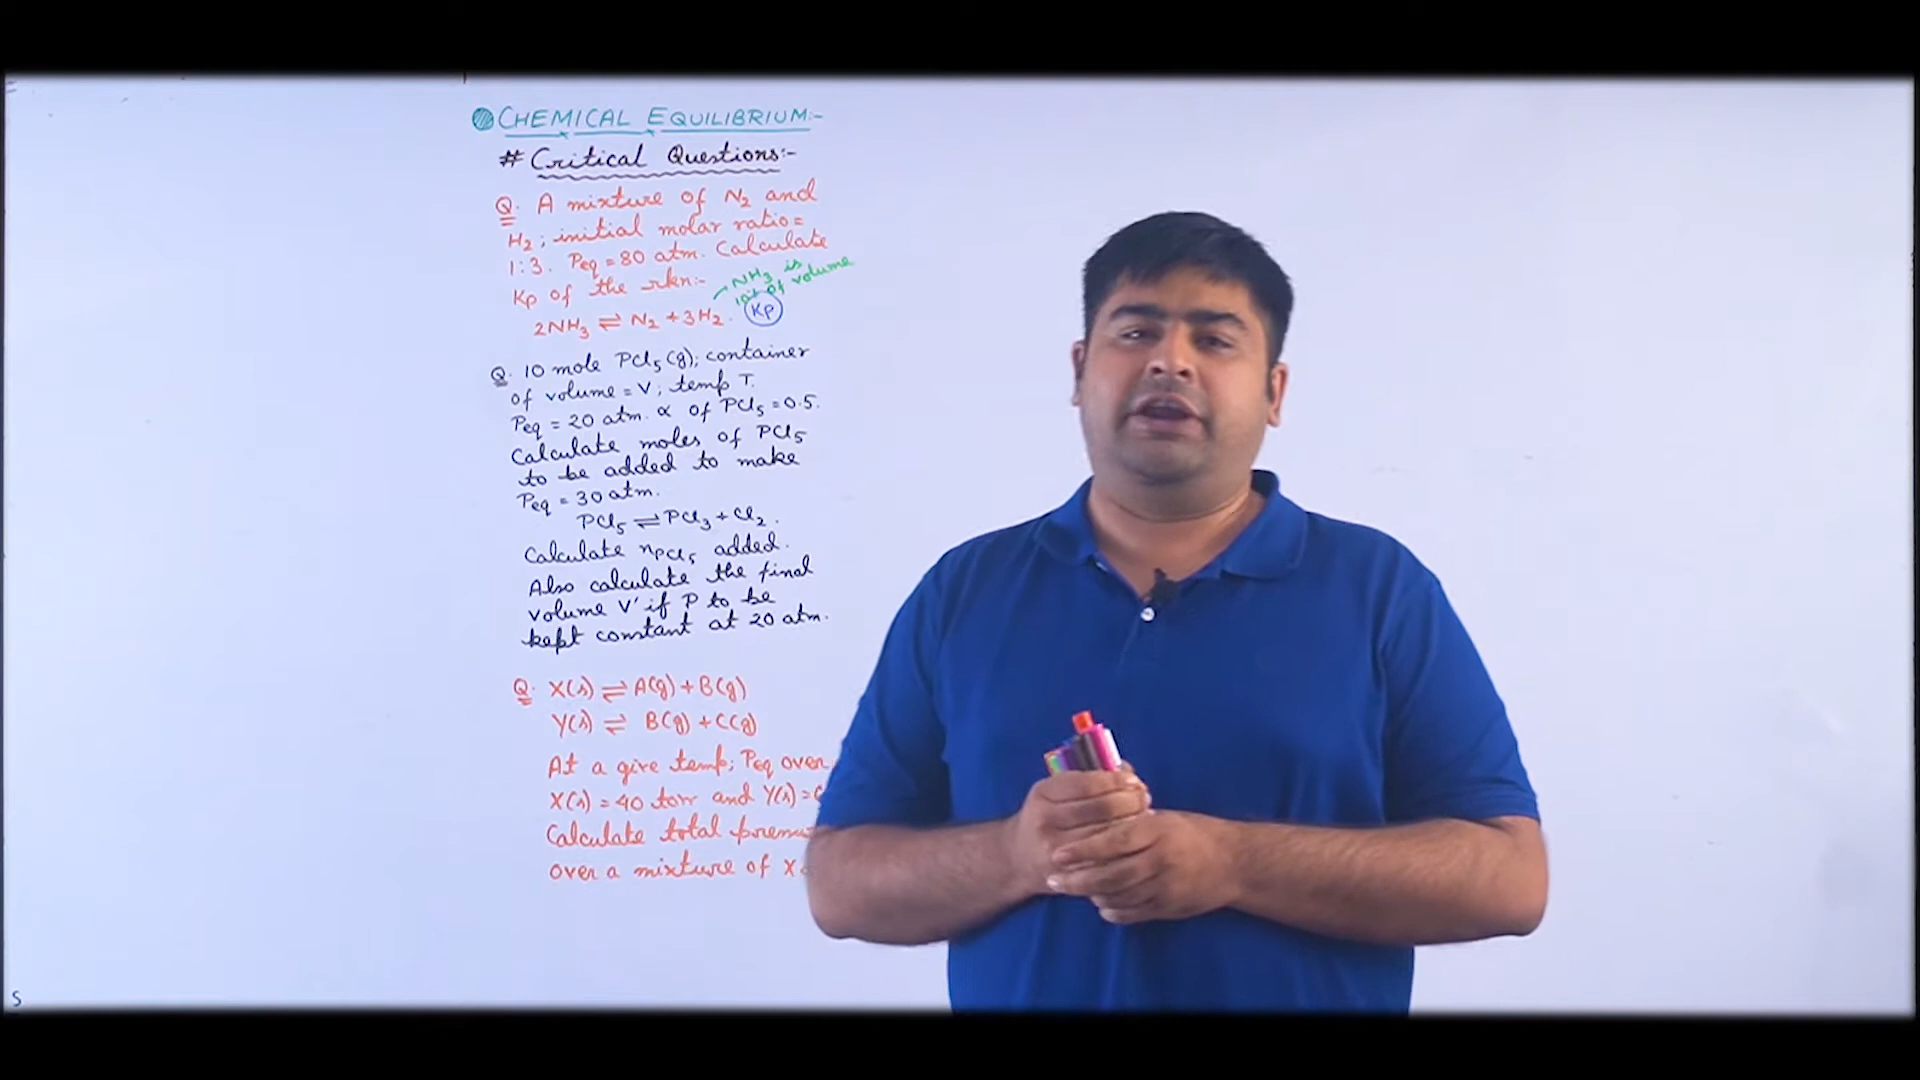 CHEMICAL EQUILIBRIUM:-
# Critical Questions:-
Q. A mixture of N2 and
H2; initial molar ratio=
1:3. Peq = 80 atm. Calculate
Kp of the rkn:-
NH3 is
10% of volume
2NH3 ⇌ N2 + 3H2. Kp
Q. 10 mole PCl5(g); container
of volume = V; temp T.
Peq = 20 atm. α of PCl5 = 0.5.
Calculate moles of PCl5
to be added to make
Peq = 30 atm.
PCl5 ⇌ PCl3 + Cl2.
Calculate nPCl5 added.
Also calculate the final
volume V' if P to be
kept constant at 20 atm.
Q. X(s) ⇌ A(g) + B(g)
Y(s) ⇌ B(g) + C(g)
At a give temp; Peq over
X(s) = 40 torr and Y(s) =
Calculate total
over a mixture of X
S